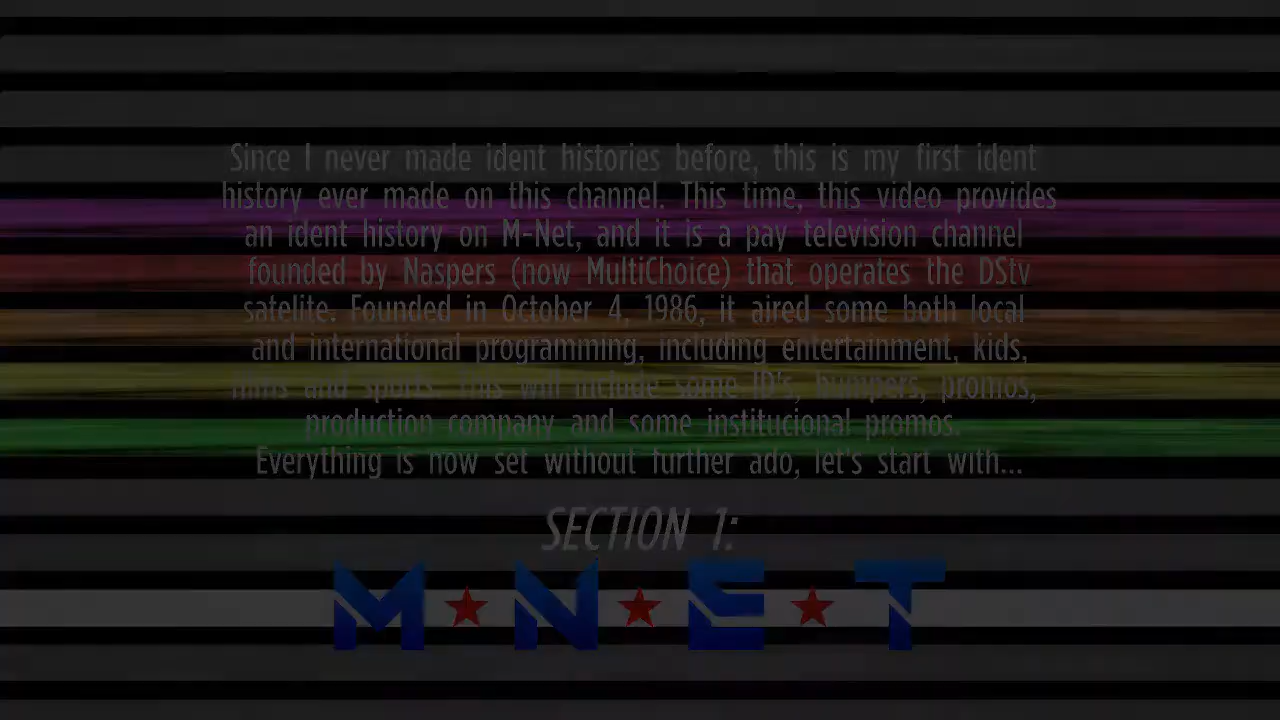 Since I never made ident histories before, this is my first ident
history ever made on this channel. This time, this video provides
an ident history on M-Net, and it is a pay television channel
founded by Naspers (now MultiChoice) that operates the DStv
satelite. Founded in October 4, 1986, it aired some both local
and international programming, including entertainment, kids,
films and sports. This will include some ID's, bumpers, promos,
production company and some institucional promos.
Everything is now set without further ado, let's start with...
SECTION 1:
M★N★E★T